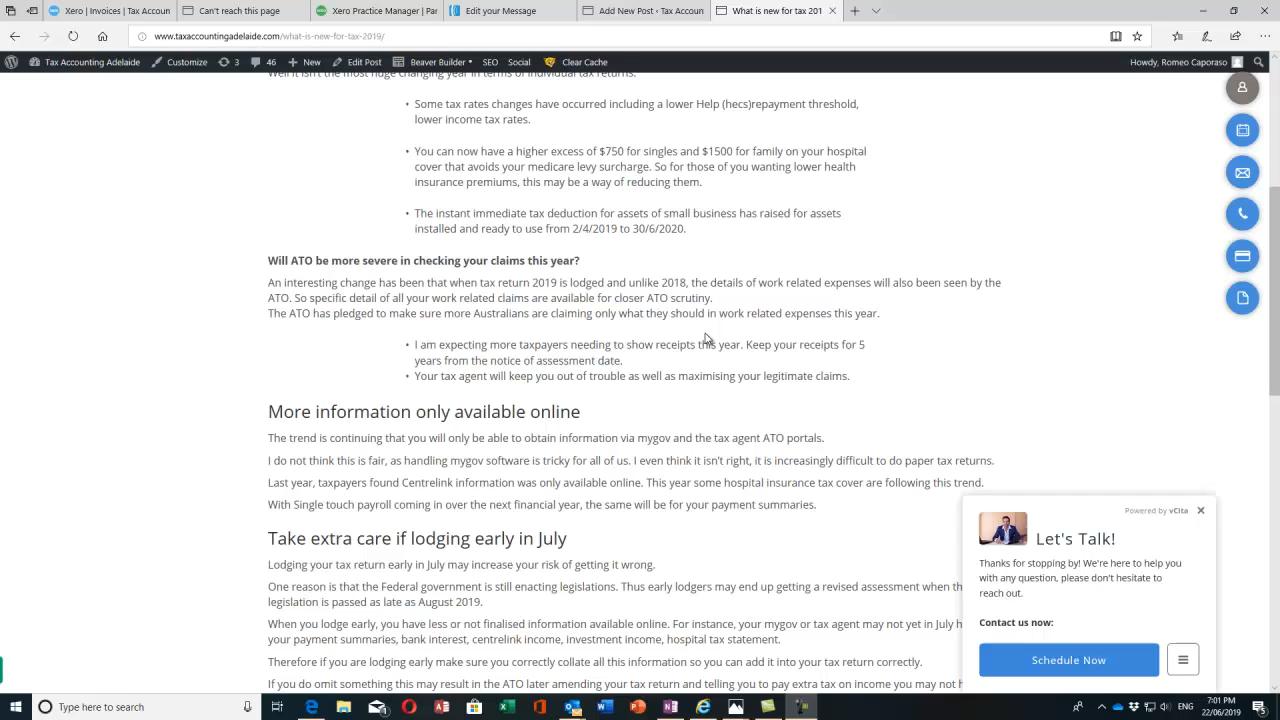 Xero | Invoices | Tax Accou
Can't reach this page
Xero Practice Manager | Par
Edit your Message
Add New Post ‹ Tax Account
What is new for tax 201
www.taxaccountingadelaide.com/what-is-new-for-tax-2019/
Tax Accounting Adelaide
Customize
3
46
New
Edit Post
Beaver Builder
SEO
Social
Clear Cache
Howdy, Romeo Caporaso
Well it isn't the most huge changing year in terms of individual tax returns.
• Some tax rates changes have occurred including a lower Help (hecs)repayment threshold,
lower income tax rates.
• You can now have a higher excess of $750 for singles and $1500 for family on your hospital
cover that avoids your medicare levy surcharge. So for those of you wanting lower health
insurance premiums, this may be a way of reducing them.
• The instant immediate tax deduction for assets of small business has raised for assets
installed and ready to use from 2/4/2019 to 30/6/2020.
Will ATO be more severe in checking your claims this year?
An interesting change has been that when tax return 2019 is lodged and unlike 2018, the details of work related expenses will also been seen by the
ATO. So specific detail of all your work related claims are available for closer ATO scrutiny.
The ATO has pledged to make sure more Australians are claiming only what they should in work related expenses this year.
• I am expecting more taxpayers needing to show receipts this year. Keep your receipts for 5
years from the notice of assessment date.
• Your tax agent will keep you out of trouble as well as maximising your legitimate claims.
More information only available online
The trend is continuing that you will only be able to obtain information via mygov and the tax agent ATO portals.
I do not think this is fair, as handling mygov software is tricky for all of us. I even think it isn't right, it is increasingly difficult to do paper tax returns.
Last year, taxpayers found Centrelink information was only available online. This year some hospital insurance tax cover are following this trend.
With Single touch payroll coming in over the next financial year, the same will be for your payment summaries.
Take extra care if lodging early in July
Lodging your tax return early in July may increase your risk of getting it wrong.
One reason is that the Federal government is still enacting legislations. Thus early lodgers may end up getting a revised assessment when th
legislation is passed as late as August 2019.
When you lodge early, you have less or not finalised information available online. For instance, your mygov or tax agent may not yet in July h
your payment summaries, bank interest, centrelink income, investment income, hospital tax statement.
Therefore if you are lodging early make sure you correctly collate all this information so you can add it into your tax return correctly.
If you do omit something this may result in the ATO later amending your tax return and telling you to pay extra tax on income you may not h
Powered by vCita
Let's Talk!
Thanks for stopping by! We're here to help you
with any question, please don't hesitate to
reach out.
Contact us now:
Schedule Now
Type here to search
7:01 PM
22/06/2019